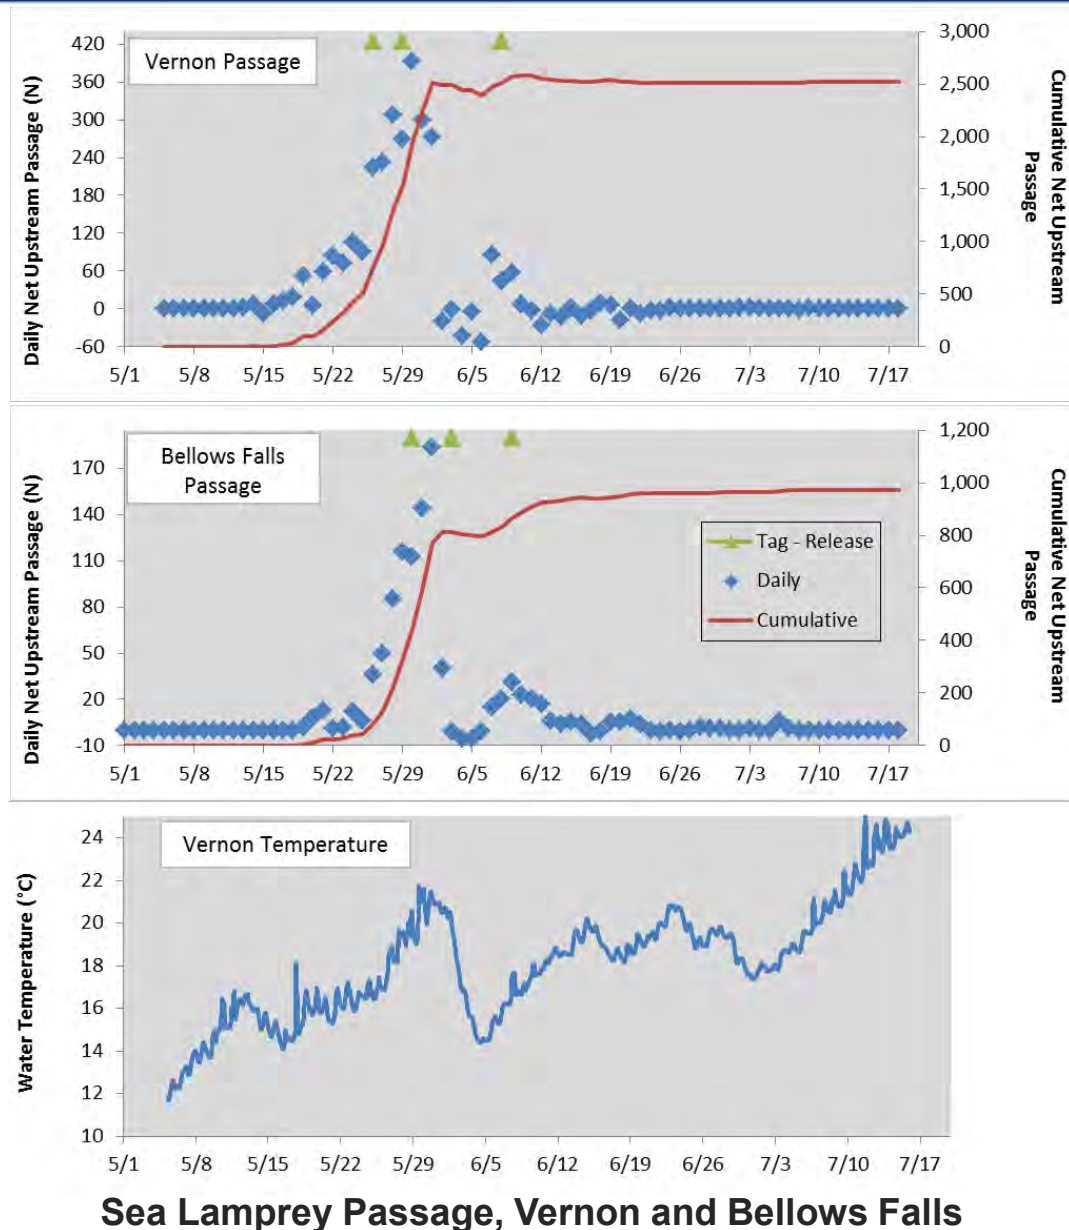 Vernon Passage
Daily Net Upstream Passage (N)
420
360
300
240
180
120
60
0
-60
3,000
2,500
2,000
1,500
1,000
500
0
Cumulative Net Upstream
Passage
5/1 5/8 5/15 5/22 5/29 6/5 6/12 6/19 6/26 7/3 7/10 7/17
Bellows Falls
Passage
Daily Net Upstream Passage (N)
170
140
110
80
50
20
-10
1,200
1,000
800
600
400
200
0
Cumulative Net Upstream
Passage
Tag - Release
Daily
Cumulative
5/1 5/8 5/15 5/22 5/29 6/5 6/12 6/19 6/26 7/3 7/10 7/17
Vernon Temperature
Water Temperature (°C)
24
22
20
18
16
14
12
10
5/1 5/8 5/15 5/22 5/29 6/5 6/12 6/19 6/26 7/3 7/10 7/17
Sea Lamprey Passage, Vernon and Bellows Falls